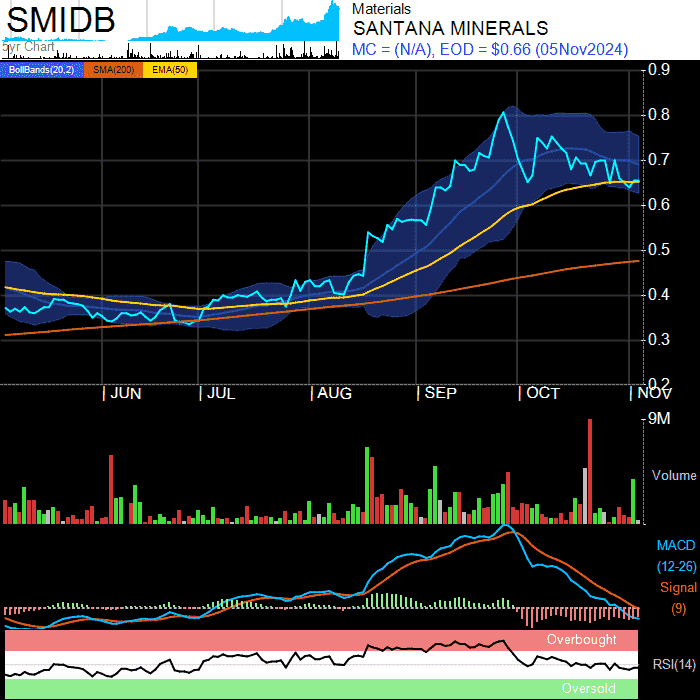 SMIDB
5yr Chart
Materials
SANTANA MINERALS
MC = (N/A), EOD = $0.66 (05Nov2024)
BollBands(20,2) SMA(200) EMA(50)
0.9
0.8
0.7
0.6
0.5
0.4
0.3
0.2
JUN JUL AUG SEP OCT NOV
9M
Volume
MACD
(12-26)
Signal
(9)
Overbought
RSI(14)
Oversold